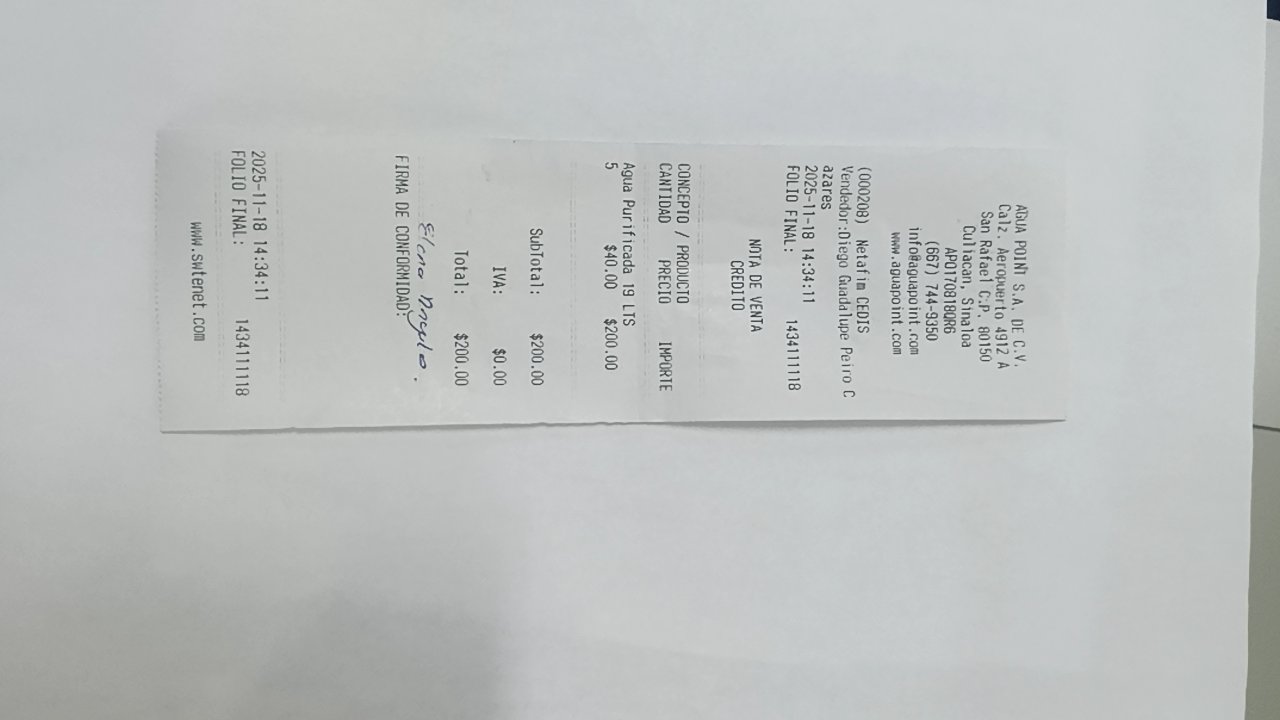 AGUA POINT S.A. DE C.V.
Calz. Aeropuerto 4912 A
San Rafael C.P. 80150
Culiacan, Sinaloa
APO170818QR6
(667) 744-9350
info@aguapoint.com
www.aguapoint.com
(000208) Netafim CEDIS
Vendedor:Diego Guadalupe Peiro C
azares
2025-11-18 14:34:11
FOLIO FINAL: 1434111118
NOTA DE VENTA
CREDITO
CONCEPTO / PRODUCTO
CANTIDAD PRECIO IMPORTE
Agua Purificada 19 LTS
5 $40.00 $200.00
SubTotal: $200.00
IVA: $0.00
Total: $200.00
FIRMA DE CONFORMIDAD:
2025-11-18 14:34:11
FOLIO FINAL: 1434111118
www.swternet.com